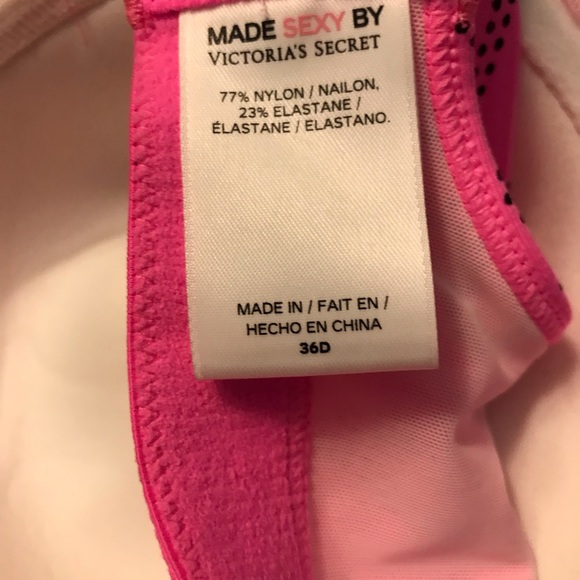 MADE SEXY BY
VICTORIA'S SECRET
77% NYLON / NAILON,
23% ELASTANE /
ÉLASTANE / ELASTANO.
MADE IN / FAIT EN /
HECHO EN CHINA
36D